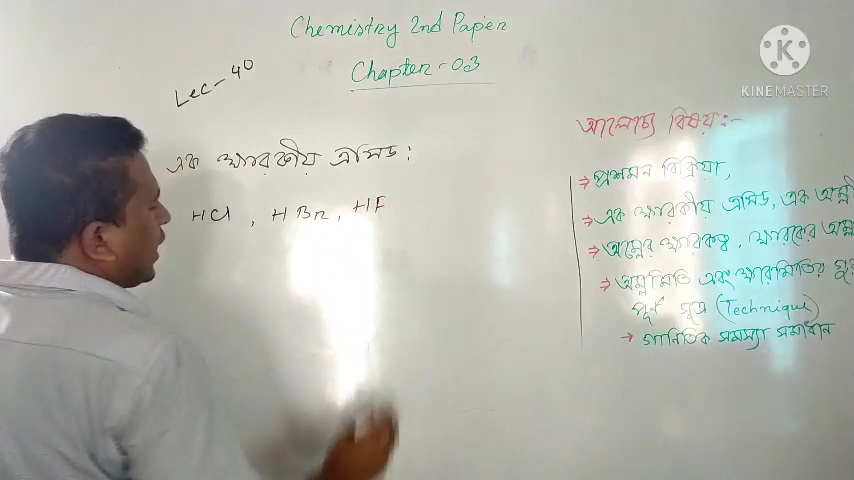 Chemistry 2nd Paper
Chapter-03
Lec-40
KINEMASTER
এক ক্ষারকীয় এসিড:
HCl, HBr, HF
আলোচ্য বিষয়:-
⇒ প্রশমন বিক্রিয়া,
⇒ এক ক্ষারকীয় এসিড, এক অম্লী
⇒ অম্লের ক্ষারকত্ব, ক্ষারকের অম্ল
⇒ অম্লমিতি এবং ক্ষারমিতির
পূর্ণ সূত্র (Technique)
→ গানিতিক সমস্যা সমাধান